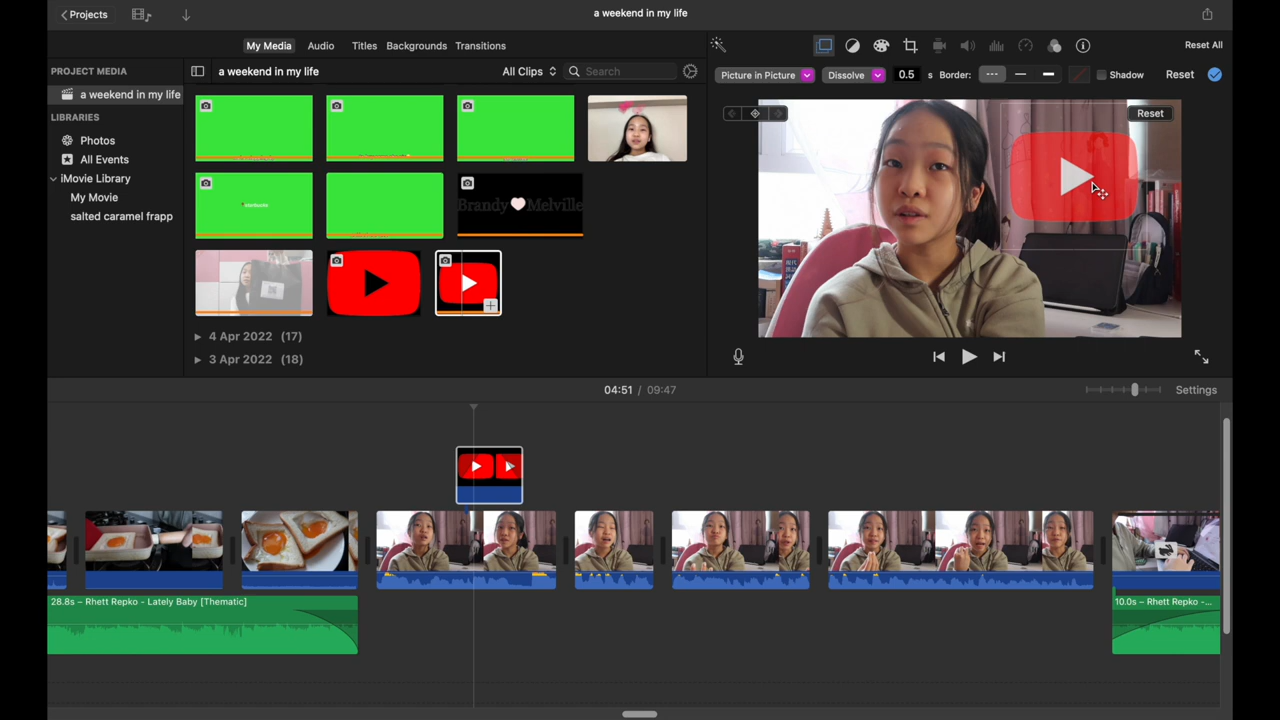 Projects
a weekend in my life
My Media
Audio
Titles
Backgrounds
Transitions
Reset All
PROJECT MEDIA
a weekend in my life
All Clips
Search
Picture in Picture
Dissolve
0.5
s
Border:
Shadow
Reset
a weekend in my life
LIBRARIES
Photos
All Events
iMovie Library
My Movie
salted caramel frapp
Reset
Brandy
Melville
4 Apr 2022 (17)
3 Apr 2022 (18)
04:51 / 09:47
Settings
28.8s – Rhett Repko - Lately Baby [Thematic]
10.0s – Rhett Repko -...